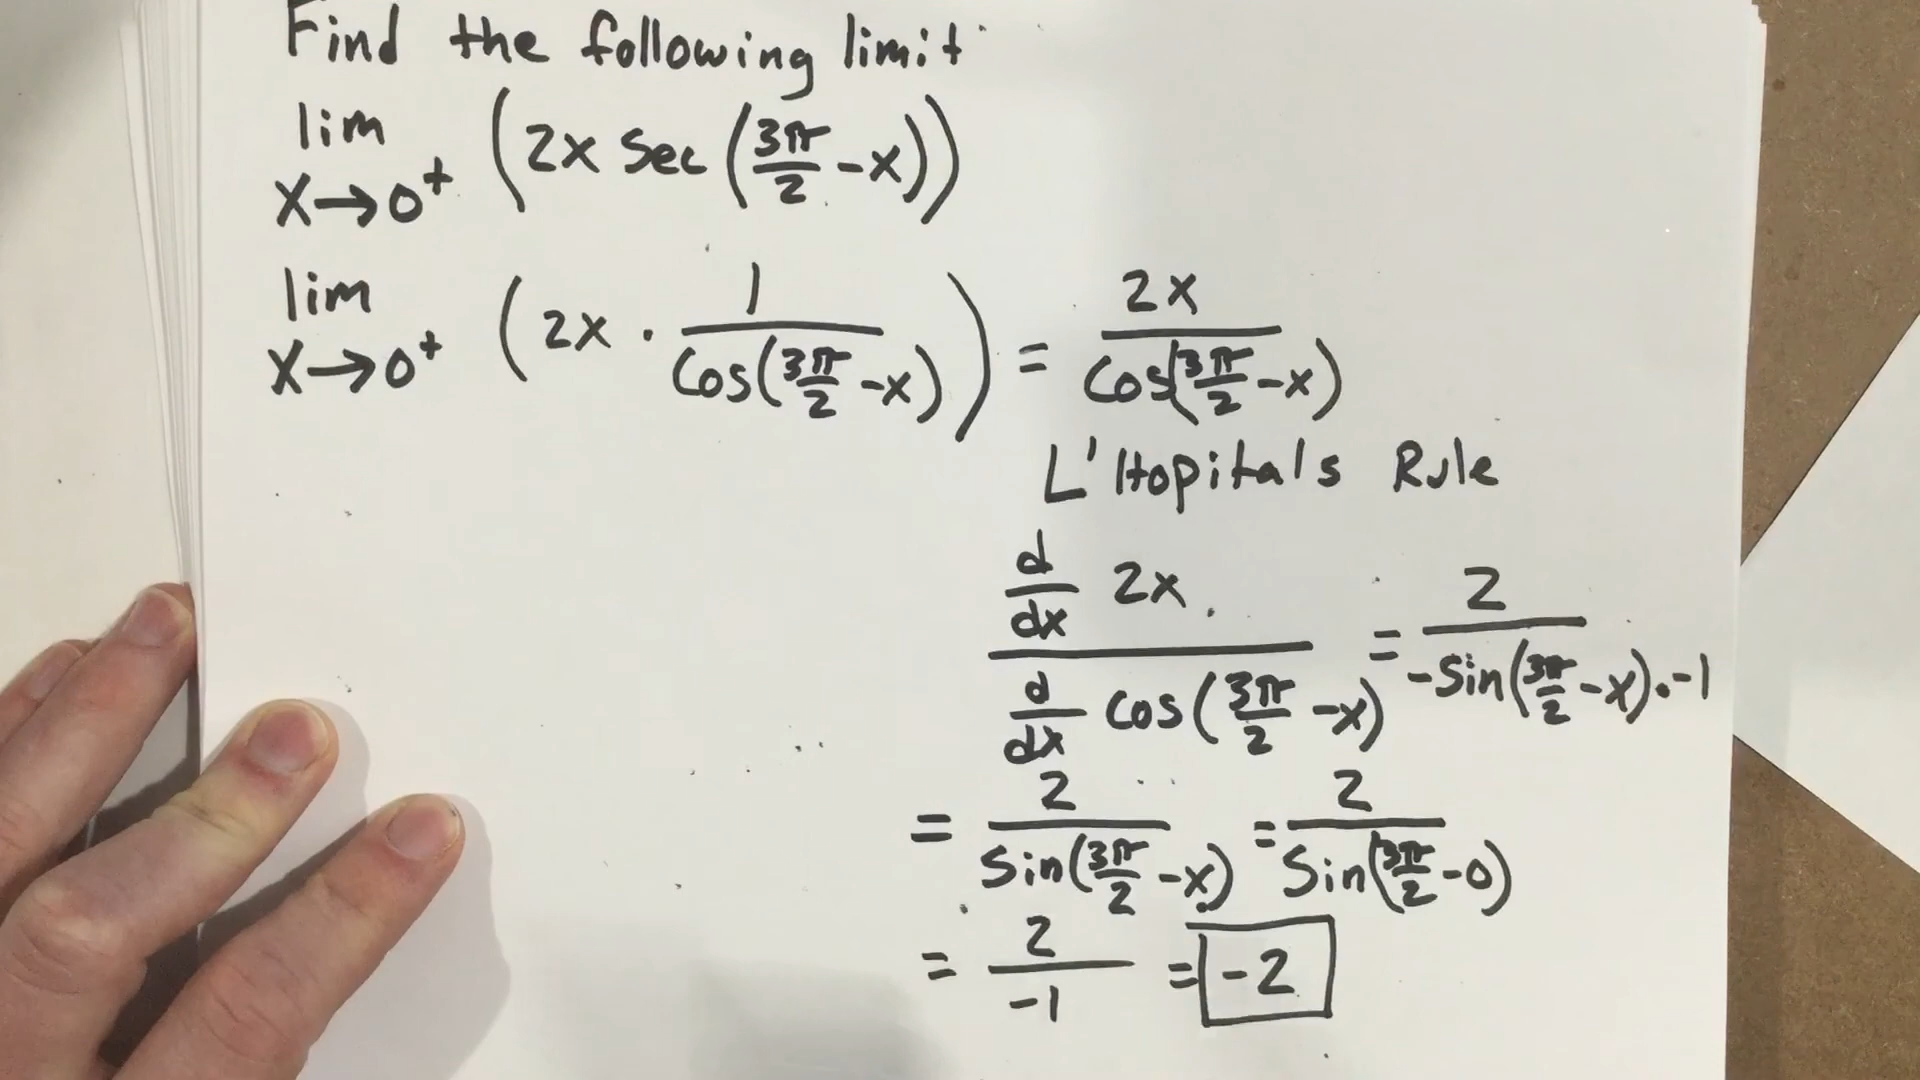 Find the following limit
lim x→0⁺ (2x sec(3π/2 -x))
lim x→0⁺ (2x · 1/cos(3π/2 -x)) = 2x/cos(3π/2 -x)
L'Hopitals Rule
d/dx 2x / d/dx cos(3π/2 -x) = 2/-sin(3π/2 -x)·-1
= 2/sin(3π/2 -x) = 2/sin(3π/2 -0)
= 2/-1 = -2